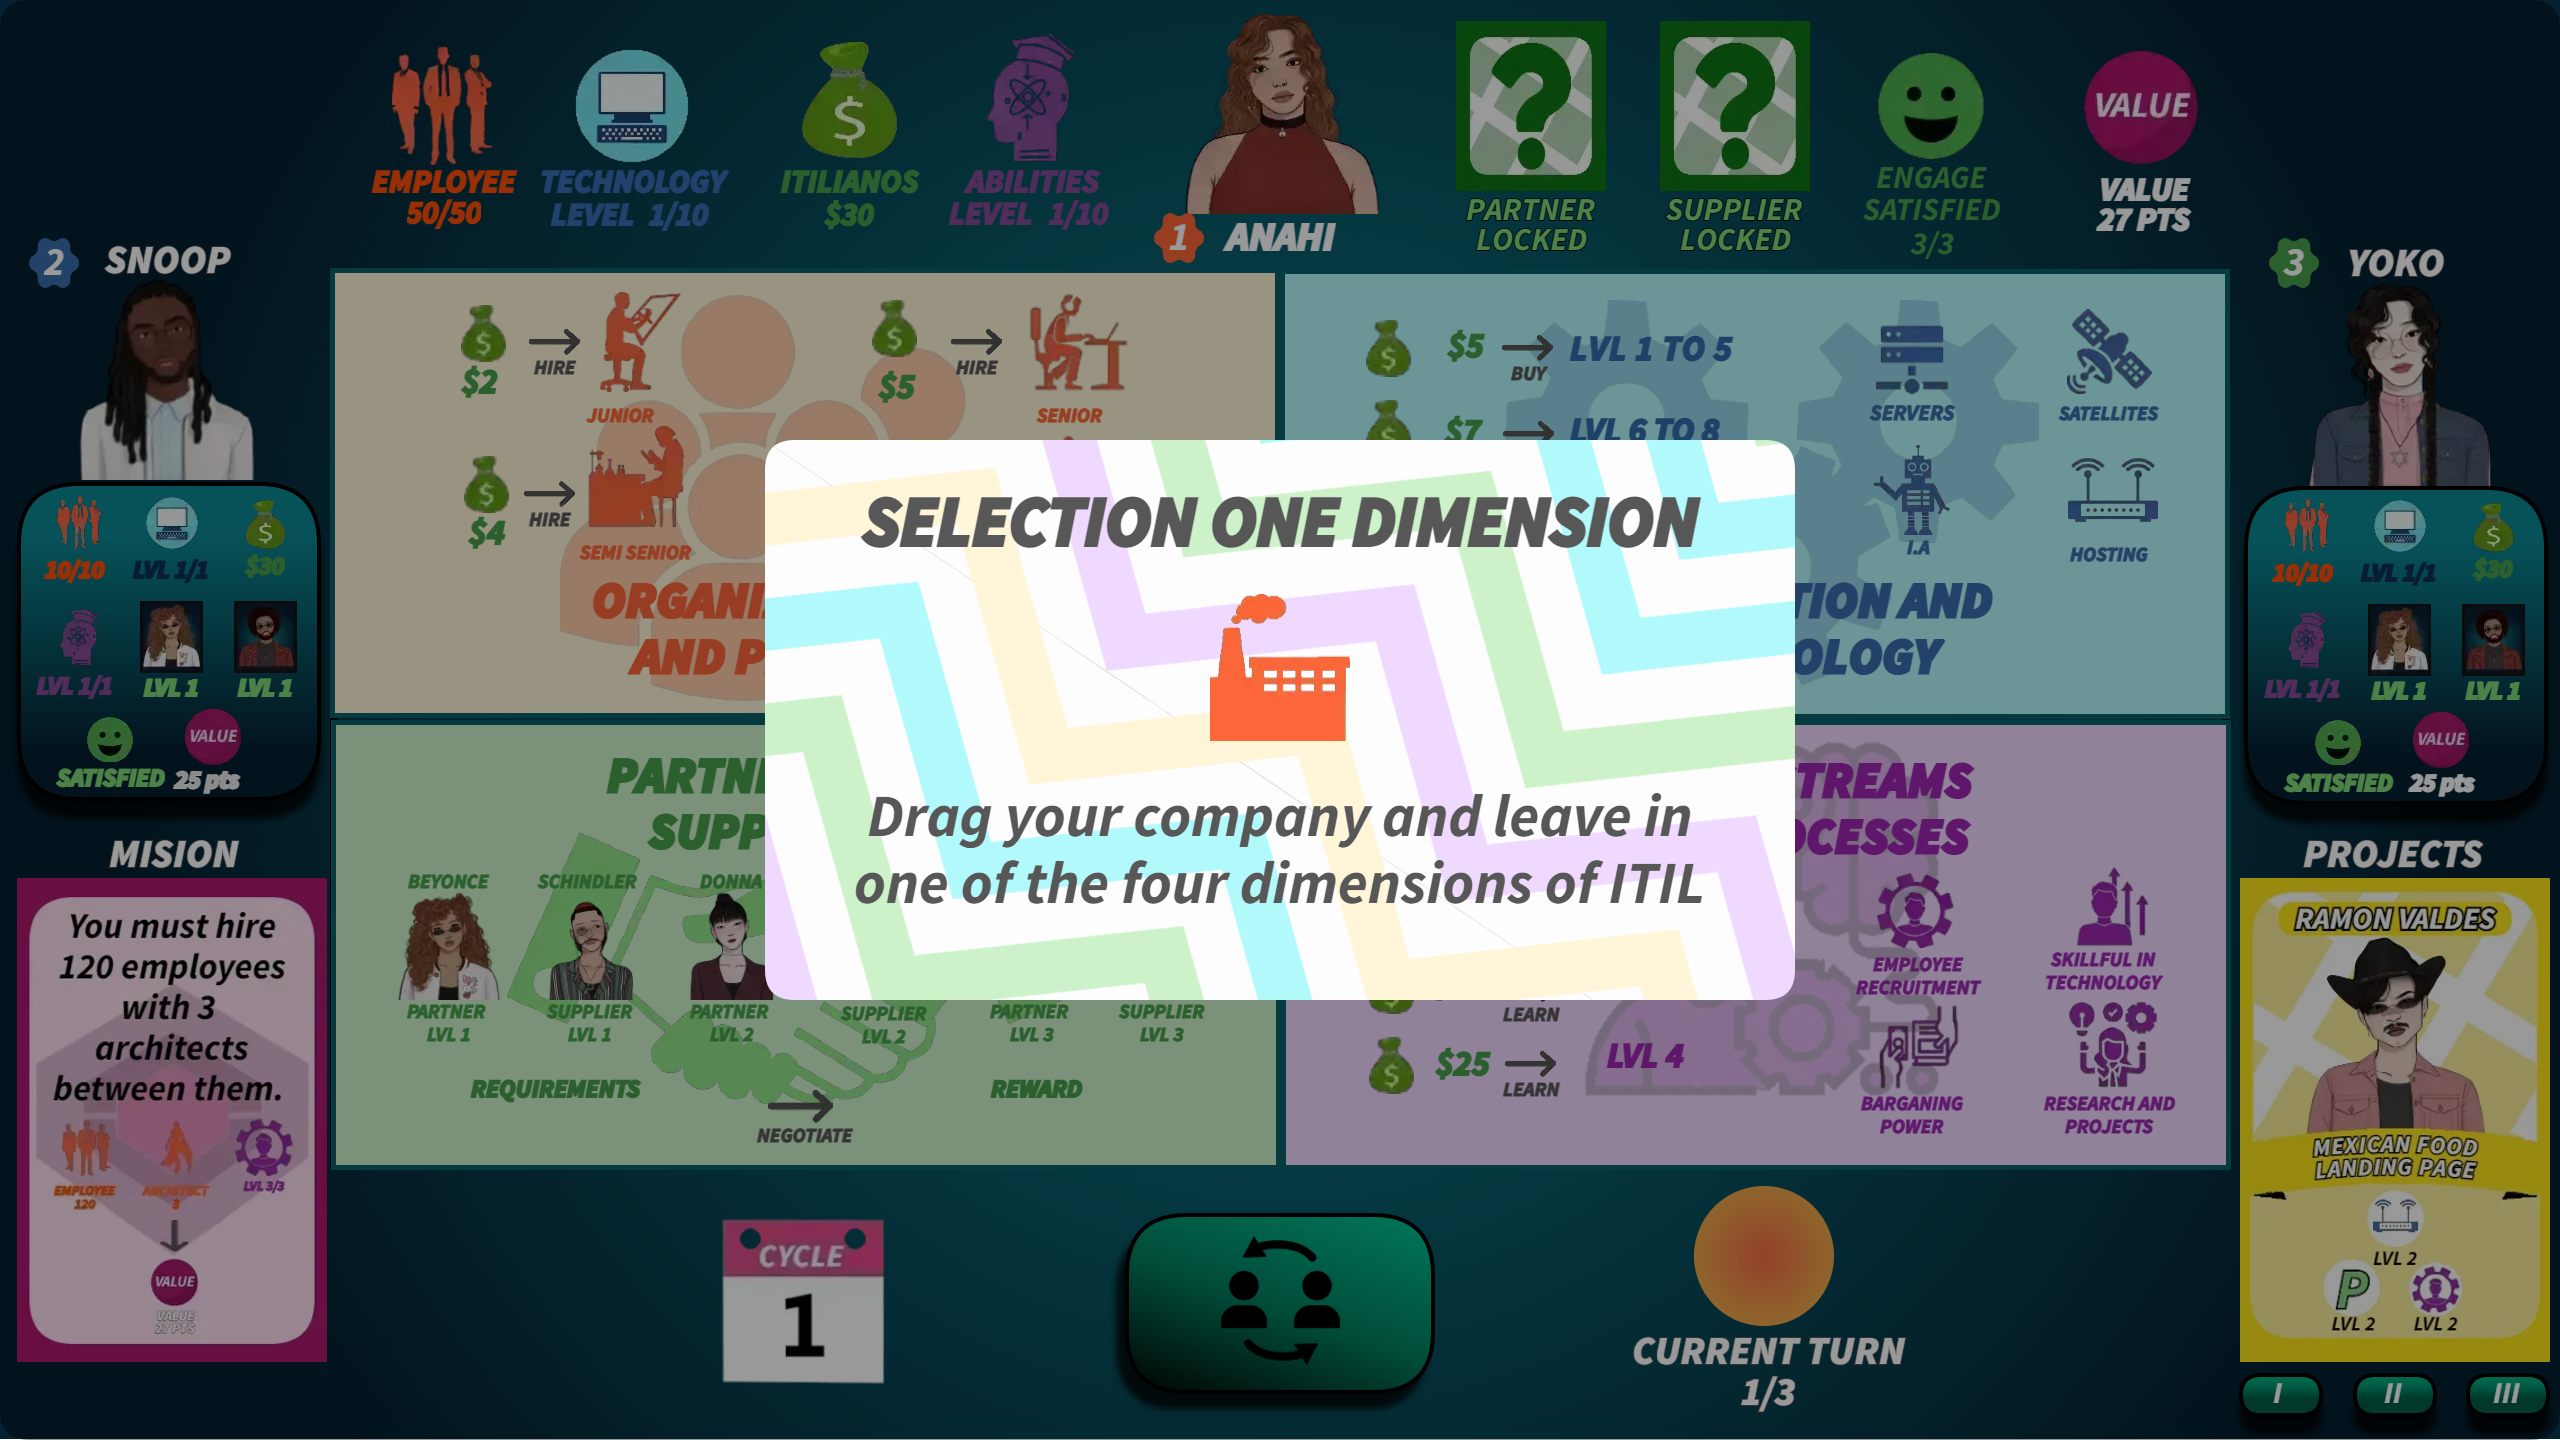 EMPLOYEE
50/50
TECHNOLOGY
LEVEL 1/10
$
ITILIANOS
$30
ABILITIES
LEVEL 1/10
1 ANAHI
?
PARTNER
LOCKED
?
SUPPLIER
LOCKED
ENGAGE
SATISFIED
3/3
VALUE
VALUE
27 PTS
2 SNOOP
$
10/10
LVL 1/1
$30
LVL 1/1
LVL 1
LVL 1
VALUE
SATISFIED
25 pts
3 YOKO
$
10/10
LVL 1/1
$30
LVL 1/1
LVL 1
LVL 1
VALUE
SATISFIED
25 pts
$
$2
HIRE
JUNIOR
$
$5
HIRE
SENIOR
$
$4
HIRE
SEMI SENIOR
ORGANI
AND P
$
$5
BUY
LVL 1 TO 5
$7
LVL 6 TO 8
SERVERS
SATELLITES
I.A
HOSTING
TION AND
OLOGY
SELECTION ONE DIMENSION
Drag your company and leave in
one of the four dimensions of ITIL
PARTN
SUPP
BEYONCE
SCHINDLER
DONNA
PARTNER
LVL 1
SUPPLIER
LVL 1
PARTNER
LVL 2
SUPPLIER
LVL 2
PARTNER
LVL 3
SUPPLIER
LVL 3
REQUIREMENTS
NEGOTIATE
REWARD
TREAMS
OCESSES
LEARN
$
$25
LEARN
LVL 4
EMPLOYEE
RECRUITMENT
SKILLFUL IN
TECHNOLOGY
BARGANING
POWER
RESEARCH AND
PROJECTS
MISION
You must hire
120 employees
with 3
architects
between them.
EMPLOYEE
120
ARCHITECT
3
LVL 3/3
VALUE
VALUE
27 PTS
PROJECTS
RAMON VALDES
MEXICAN FOOD
LANDING PAGE
LVL 2
P
LVL 2
LVL 2
I
II
III
CYCLE
1
CURRENT TURN
1/3